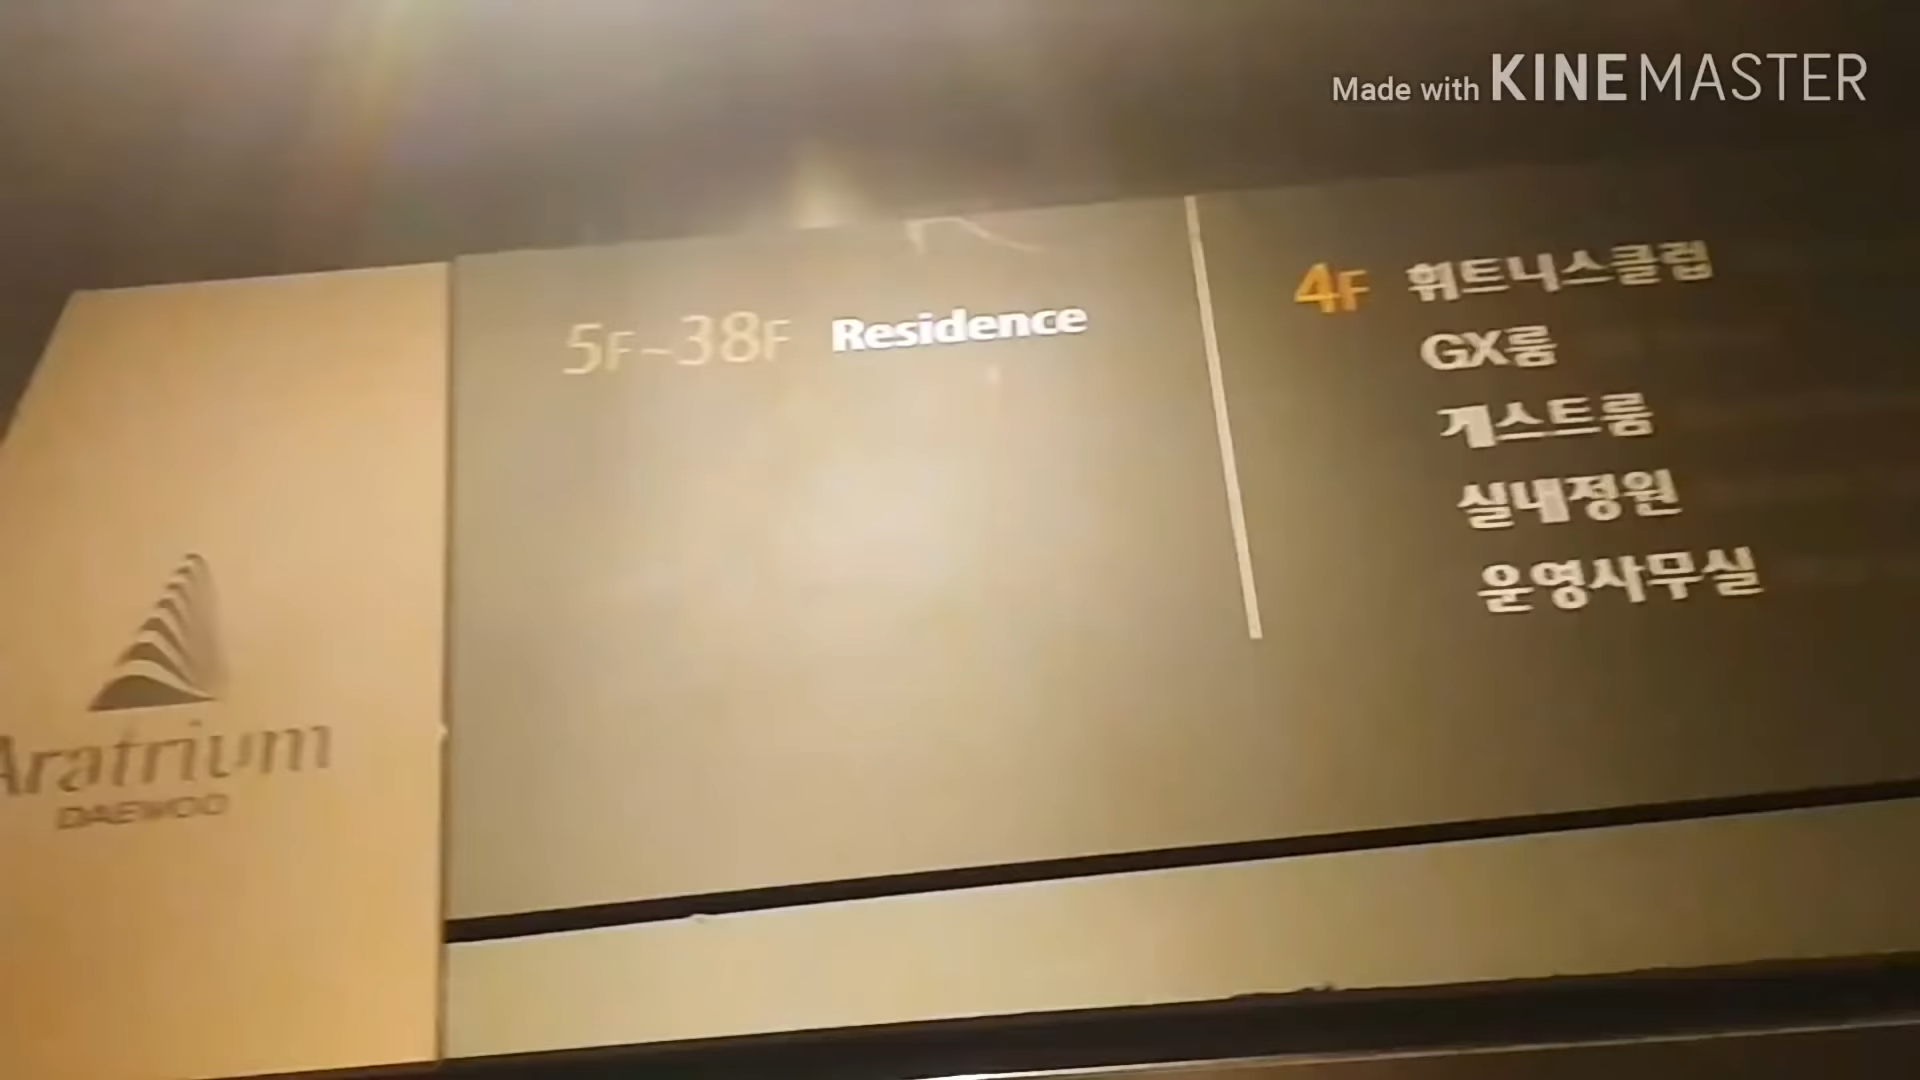 Made with KINEMASTER
5F~38F Residence
4F 휘트니스클럽
GX룸
게스트룸
실내정원
운영사무실
Aratrium
DAEWOO